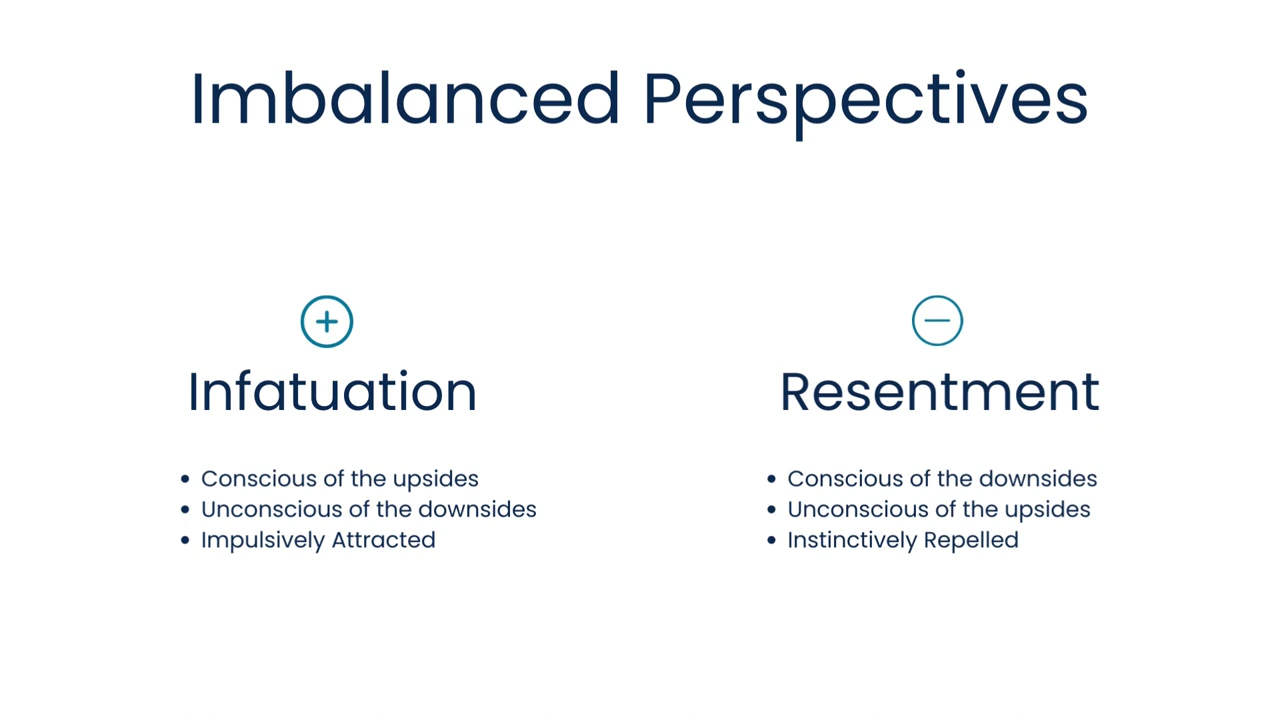 Imbalanced Perspectives
Infatuation
• Conscious of the upsides
• Unconscious of the downsides
• Impulsively Attracted
Resentment
• Conscious of the downsides
• Unconscious of the upsides
• Instinctively Repelled